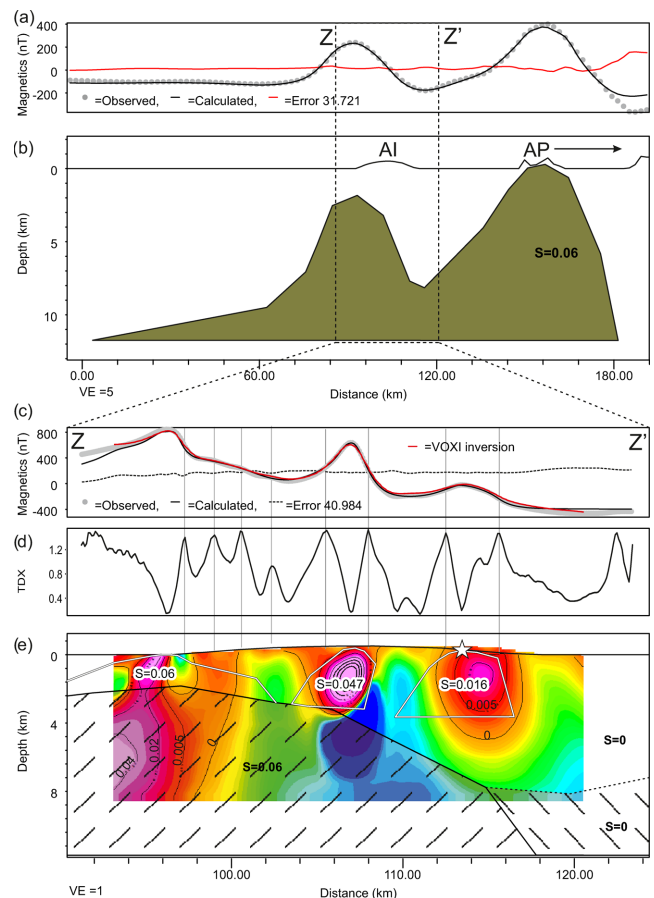 (a)
400
200
0
-200
Magnetics (nT)
Z
Z'
=Observed, =Calculated, =Error 31.721
(b)
AI
AP
0
5
10
Depth (km)
S=0.06
0.00 60.00 120.00 180.00
VE =5
Distance (km)
(c)
Z
Z'
800
400
0
-400
Magnetics (nT)
=VOXI inversion
=Observed, =Calculated, =Error 40.984
(d)
1.2
0.8
0.4
TDX
(e)
0
4
8
Depth (km)
S=0.06
S=0.047
S=0.016
0.005
0
0.04
0.02
0.005
0
S=0.06
S=0
S=0
100.00 110.00 120.00
VE =1
Distance (km)